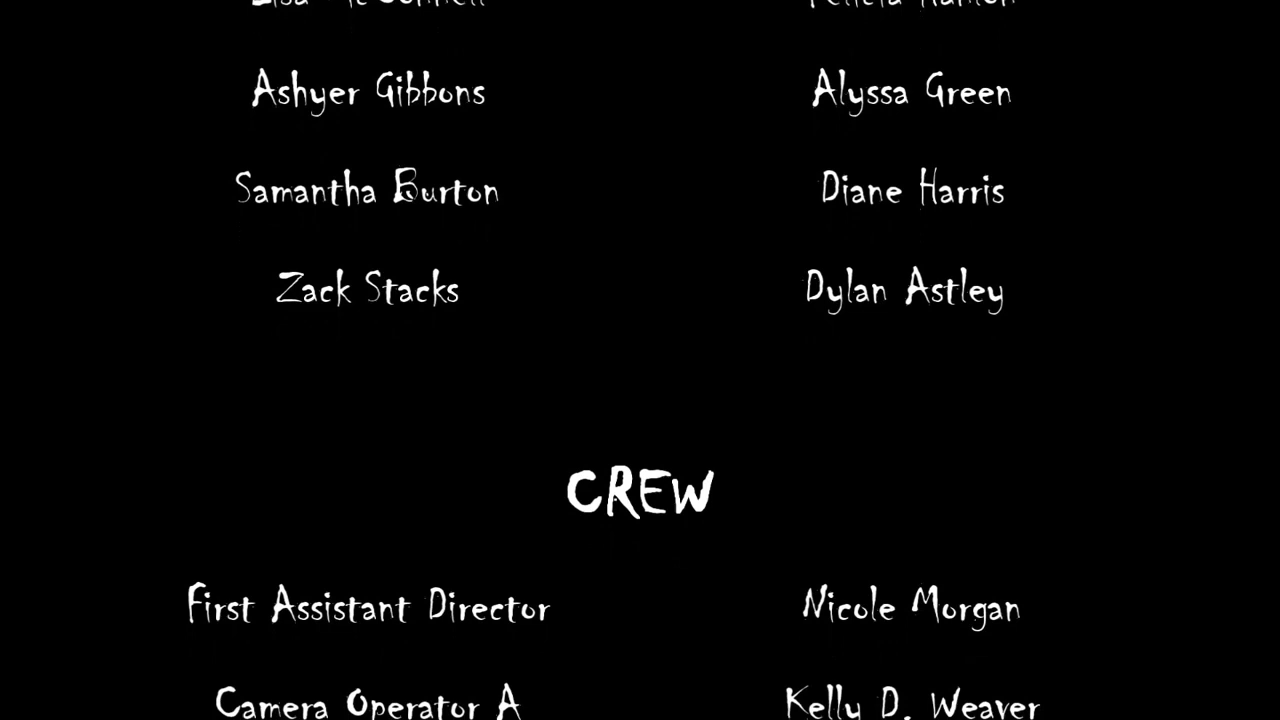 Ashyer Gibbons Alyssa Green
Samantha Burton Diane Harris
Zack Stacks Dylan Astley
CREW
First Assistant Director Nicole Morgan
Camera Operator A Kelly D. Weaver